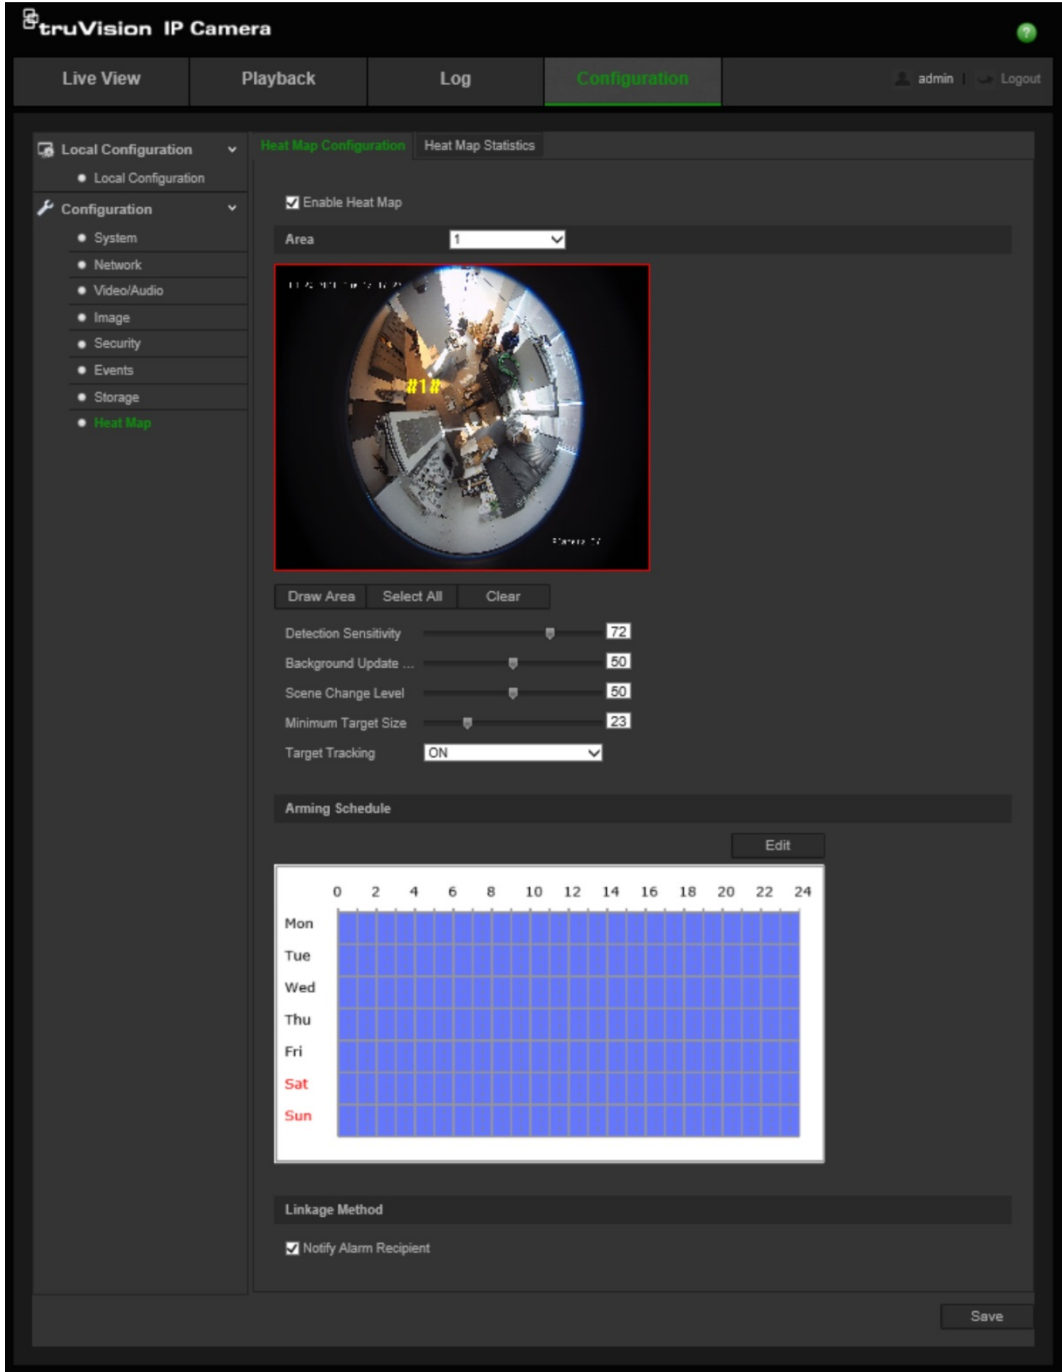 truVision IP Camera
?
Live View Playback Log Configuration admin | Logout
Local Configuration
Local Configuration
Configuration
System
Network
Video/Audio
Image
Security
Events
Storage
Heat Map
Heat Map Configuration Heat Map Statistics
Enable Heat Map
Area 1
#1#
Draw Area Select All Clear
Detection Sensitivity 72
Background Update ... 50
Scene Change Level 50
Minimum Target Size 23
Target Tracking ON
Arming Schedule
Edit
0 2 4 6 8 10 12 14 16 18 20 22 24
Mon
Tue
Wed
Thu
Fri
Sat
Sun
Linkage Method
Notify Alarm Recipient
Save